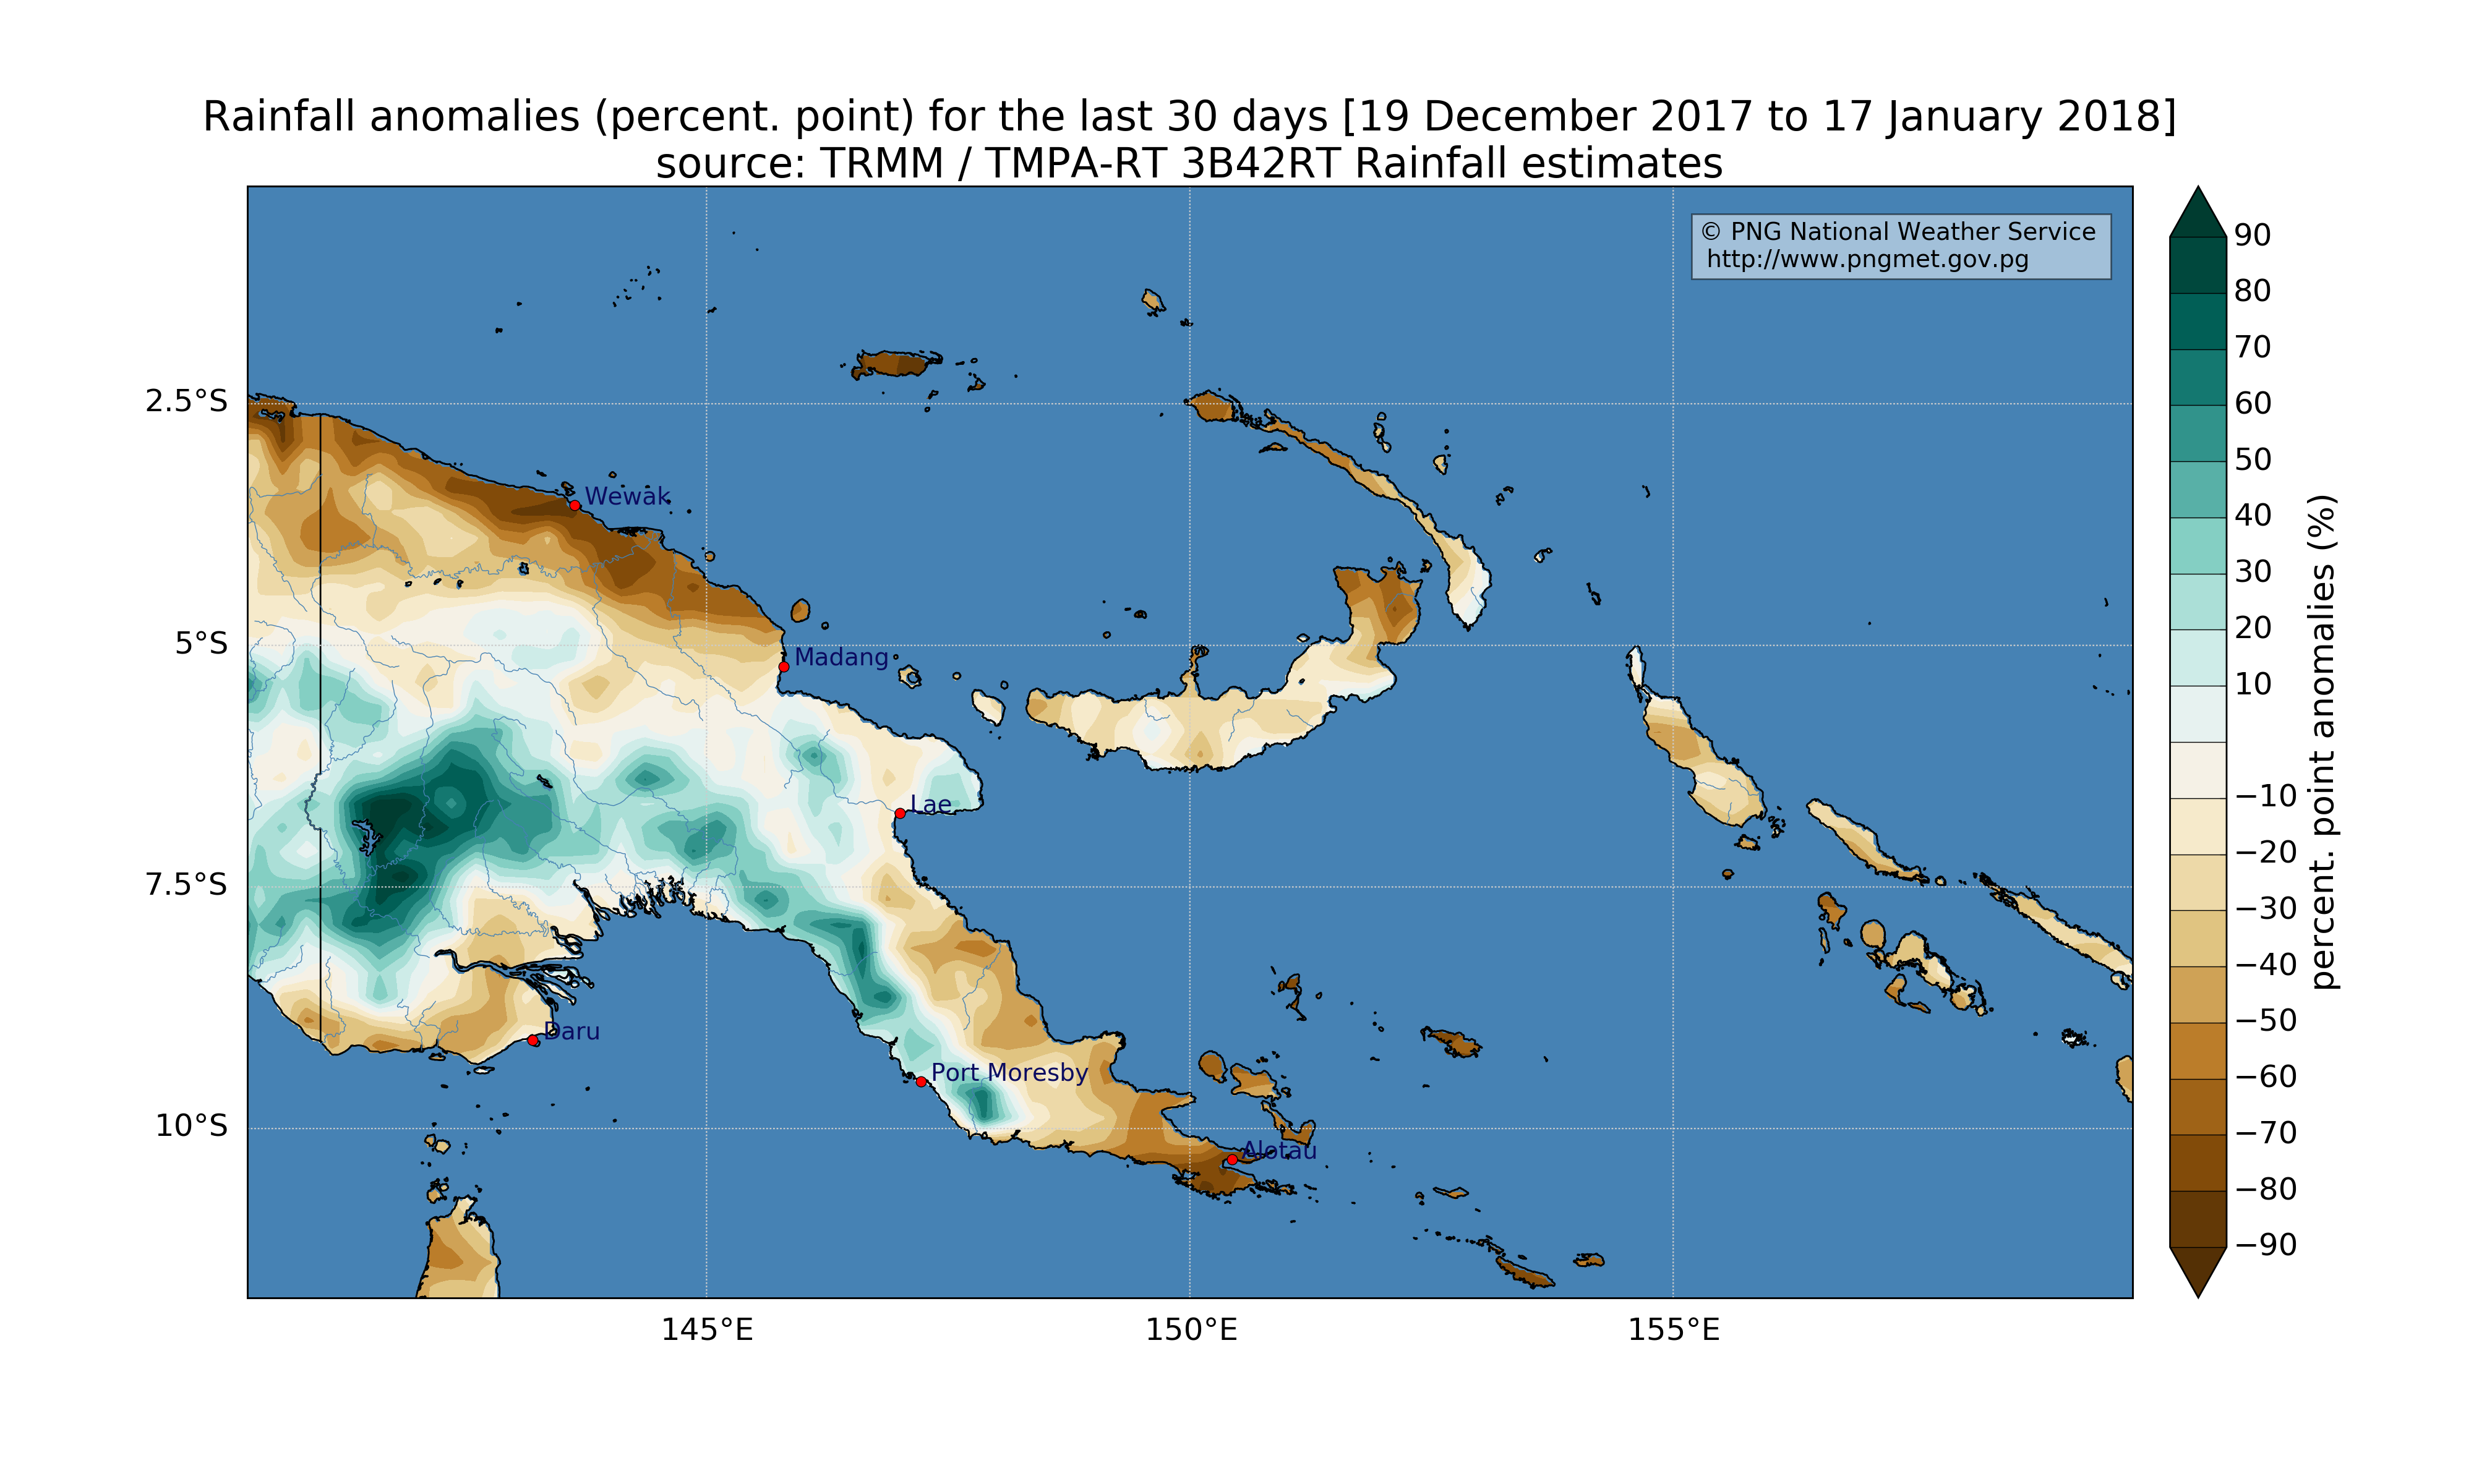 Rainfall anomalies (percent. point) for the last 30 days [19 December 2017 to 17 January 2018]
source: TRMM / TMPA-RT 3B42RT Rainfall estimates
© PNG National Weather Service
http://www.pngmet.gov.pg
2.5°S
5°S
7.5°S
10°S
Wewak
Madang
Lae
Daru
Port Moresby
Alotau
145°E
150°E
155°E
90
80
70
60
50
40
30
20
10
−10
−20
−30
−40
−50
−60
−70
−80
−90
percent. point anomalies (%)